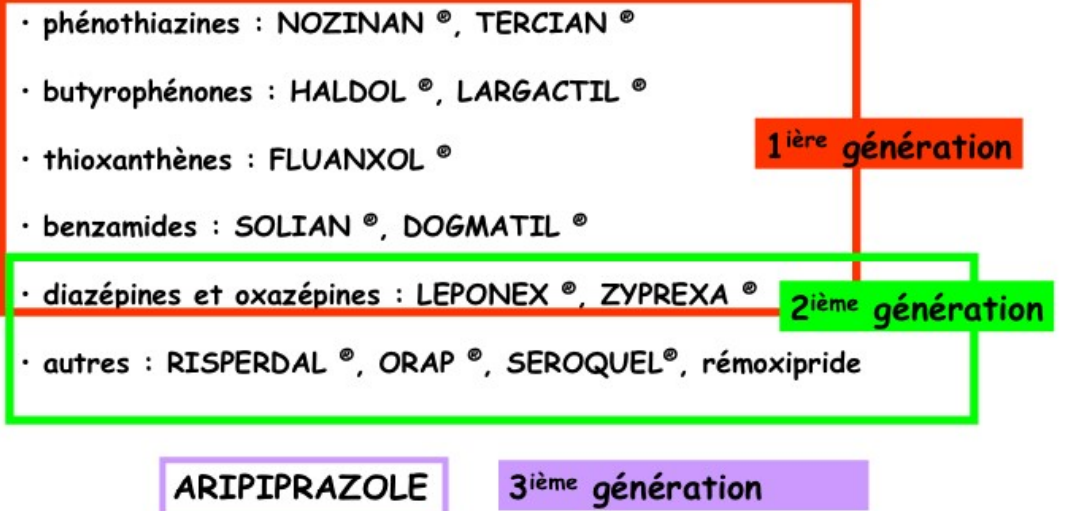 · phénothiazines : NOZINAN ®, TERCIAN ®
· butyrophénones : HALDOL ®, LARGACTIL ®
1ière génération
· thioxanthènes : FLUANXOL ®
· benzamides : SOLIAN ®, DOGMATIL ®
· diazépines et oxazépines : LEPONEX ®, ZYPREXA ®
2ième génération
· autres : RISPERDAL ®, ORAP ®, SEROQUEL®, rémoxipride
ARIPIPRAZOLE
3ième génération